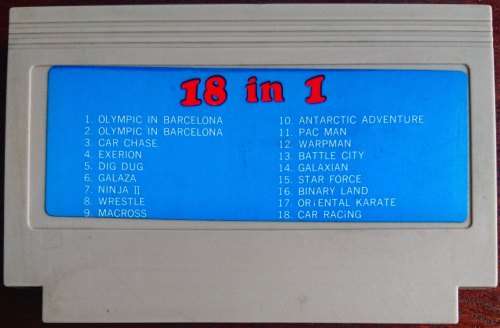 18 in 1
1. OLYMPIC IN BARCELONA
2. OLYMPIC IN BARCELONA
3. CAR CHASE
4. EXERION
5. DIG DUG
6. GALAZA
7. NINJA II
8. WRESTLE
9. MACROSS
10. ANTARCTIC ADVENTURE
11. PAC MAN
12. WARPMAN
13. BATTLE CITY
14. GALAXIAN
15. STAR FORCE
16. BINARY LAND
17. ORiENTAL KARATE
18. CAR RACiNG